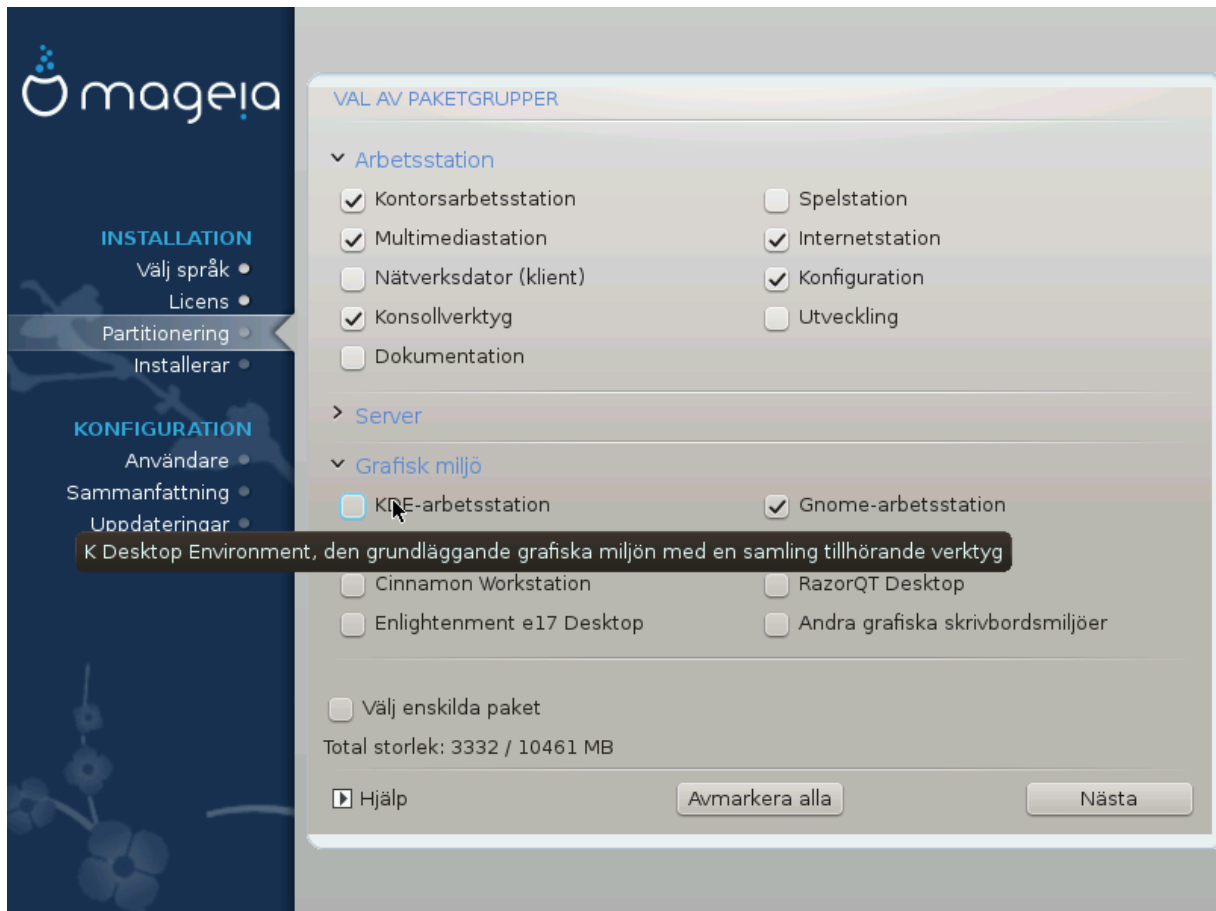 mageia
INSTALLATION
Välj språk
Licens
Partitionering
Installerar
KONFIGURATION
Användare
Sammanfattning
Uppdateringar
VAL AV PAKETGRUPPER
Arbetsstation
Kontorsarbetsstation
Spelstation
Multimediastation
Internetstation
Nätverksdator (klient)
Konfiguration
Konsollverktyg
Utveckling
Dokumentation
Server
Grafisk miljö
KDE-arbetsstation
Gnome-arbetsstation
K Desktop Environment, den grundläggande grafiska miljön med en samling tillhörande verktyg
Cinnamon Workstation
RazorQT Desktop
Enlightenment e17 Desktop
Andra grafiska skrivbordsmiljöer
Välj enskilda paket
Total storlek: 3332 / 10461 MB
Hjälp
Avmarkera alla
Nästa